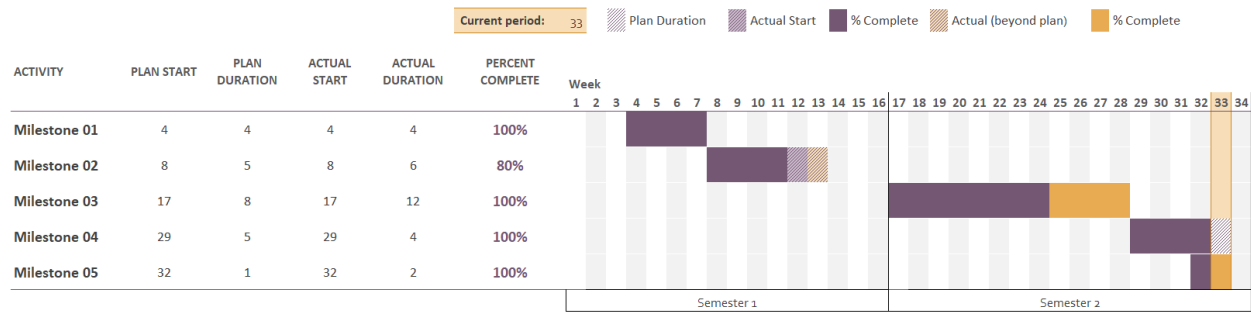 Current period: 33 Plan Duration Actual Start % Complete Actual (beyond plan) % Complete
ACTIVITY PLAN START PLAN DURATION ACTUAL START ACTUAL DURATION PERCENT COMPLETE Week
1 2 3 4 5 6 7 8 9 10 11 12 13 14 15 16 17 18 19 20 21 22 23 24 25 26 27 28 29 30 31 32 33 34
Milestone 01 4 4 4 4 100%
Milestone 02 8 5 8 6 80%
Milestone 03 17 8 17 12 100%
Milestone 04 29 5 29 4 100%
Milestone 05 32 1 32 2 100%
Semester 1 Semester 2